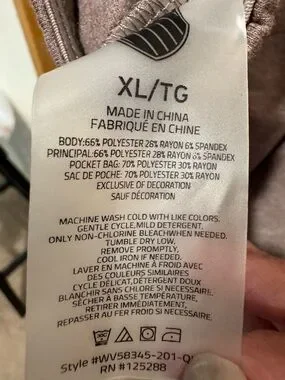 XL/TG
MADE IN CHINA
FABRIQUÉ EN CHINE
BODY:66% POLYESTER 28% RAYON 6% SPANDEX
PRINCIPAL:66% POLYESTER 28% RAYON 6% SPANDEX
POCKET BAG: 70% POLYESTER 30% RAYON
SAC DE POCHE: 70% POLYESTER 30% RAYON
EXCLUSIVE OF DECORATION
SAUF DÉCORATION
MACHINE WASH COLD WITH LIKE COLORS.
GENTLE CYCLE,MILD DETERGENT.
ONLY NON-CHLORINE BLEACHWHEN NEEDED.
TUMBLE DRY LOW.
REMOVE PROMPTLY.
COOL IRON IF NEEDED.
LAVER EN MACHINE À FROID AVEC
DES COULEURS SIMILAIRES
CYCLE DÉLICAT,DÉTERGENT DOUX
BLANCHIR SANS CHLORE SI NÉCESSAIRE.
SÉCHER À BASSE TEMPÉRATURE.
RETIRER IMMÉDIATEMENT.
REPASSER AU FER FROID SI NÉCESSAIRE.
Style #WV58345-201-Q
RN #125288